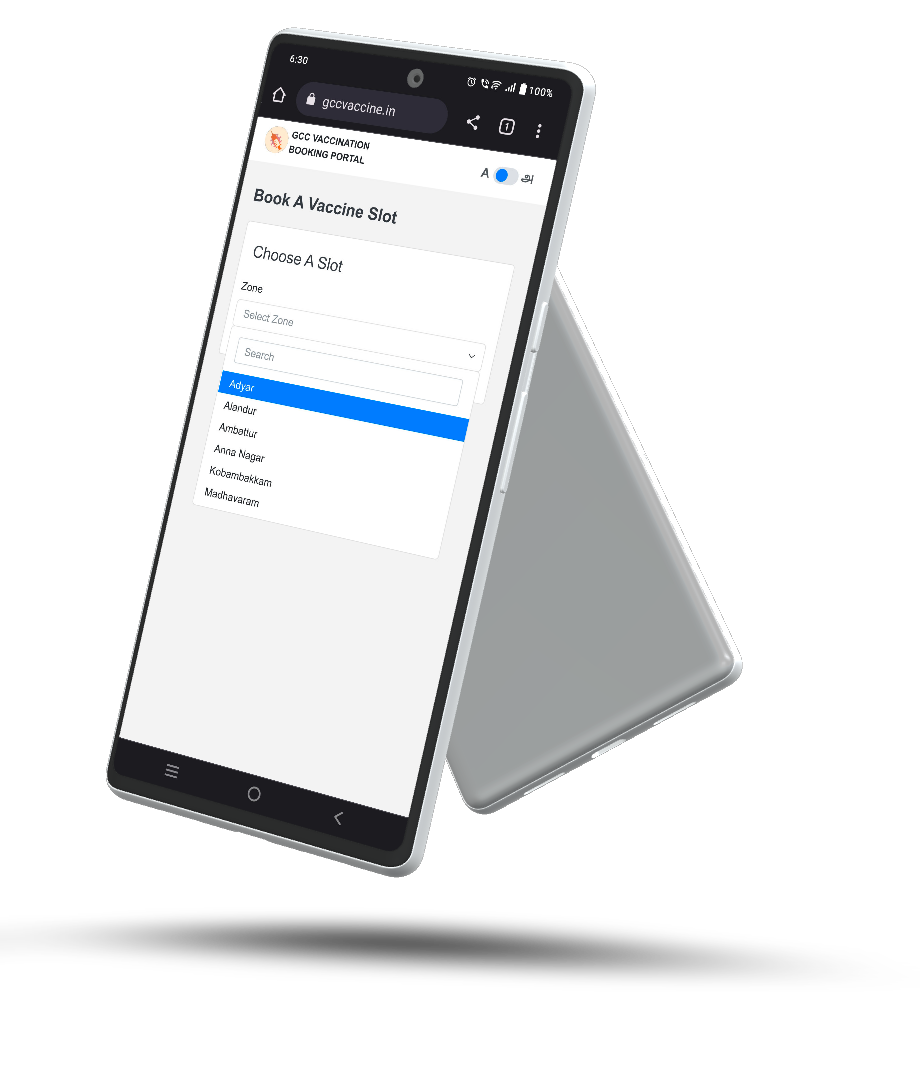 6:30
100%
gccvaccine.in
1
GCC VACCINATION
BOOKING PORTAL
A அ
Book A Vaccine Slot
Choose A Slot
Zone
Select Zone
Search
Adyar
Alandur
Ambattur
Anna Nagar
Kobambakkam
Madhavaram